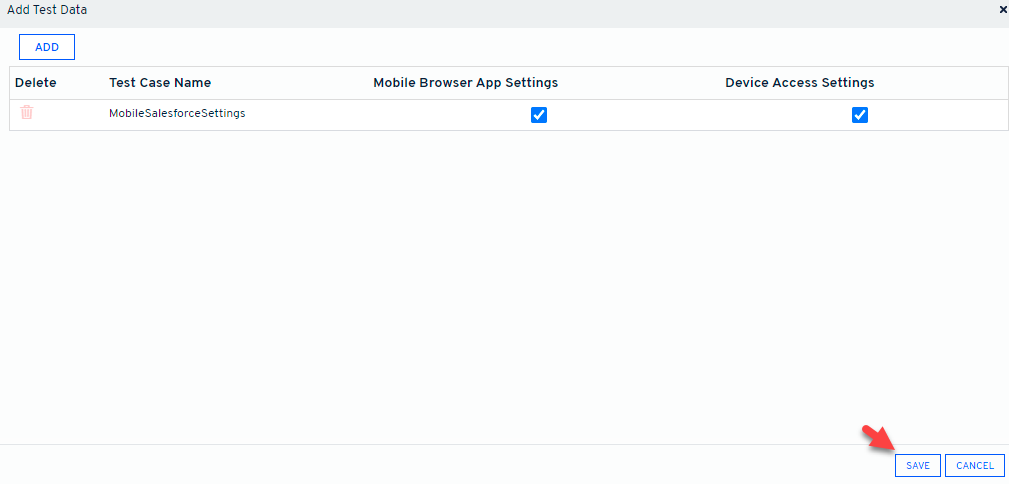 Add Test Data
ADD
Delete Test Case Name Mobile Browser App Settings Device Access Settings
MobileSalesforceSettings
SAVE CANCEL